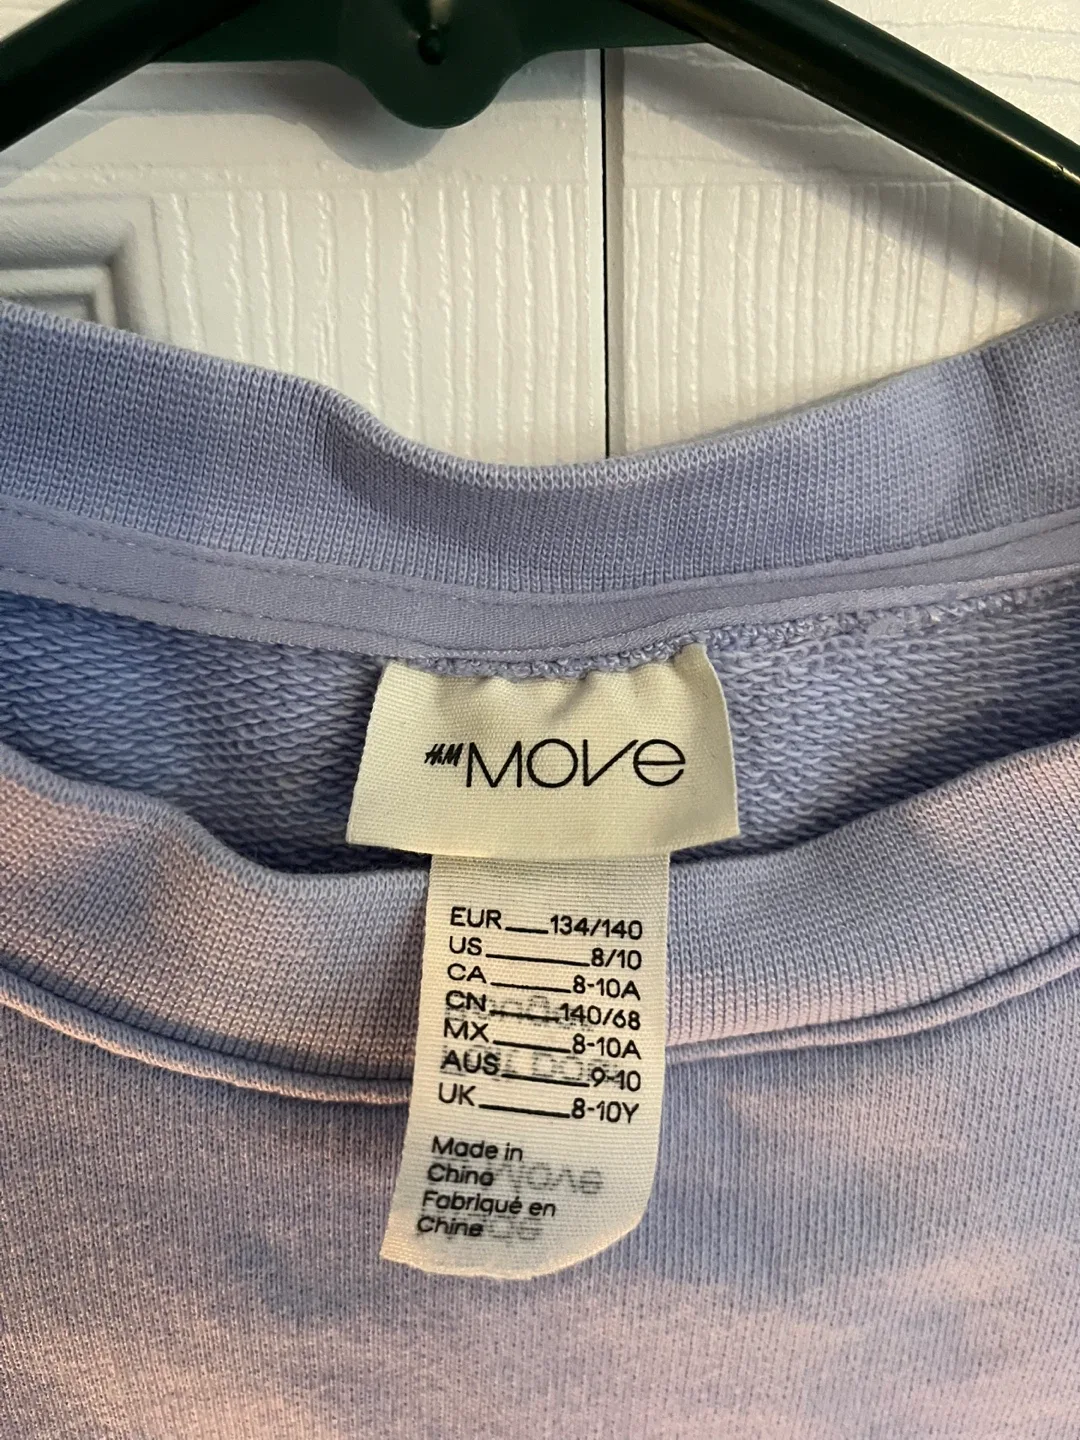 H&M MOVE
EUR 134/140
US 8/10
CA 8-10A
CN 140/68
MX 8-10A
AUS 9-10
UK 8-10Y
Made in
China
Fabriqué en
Chine